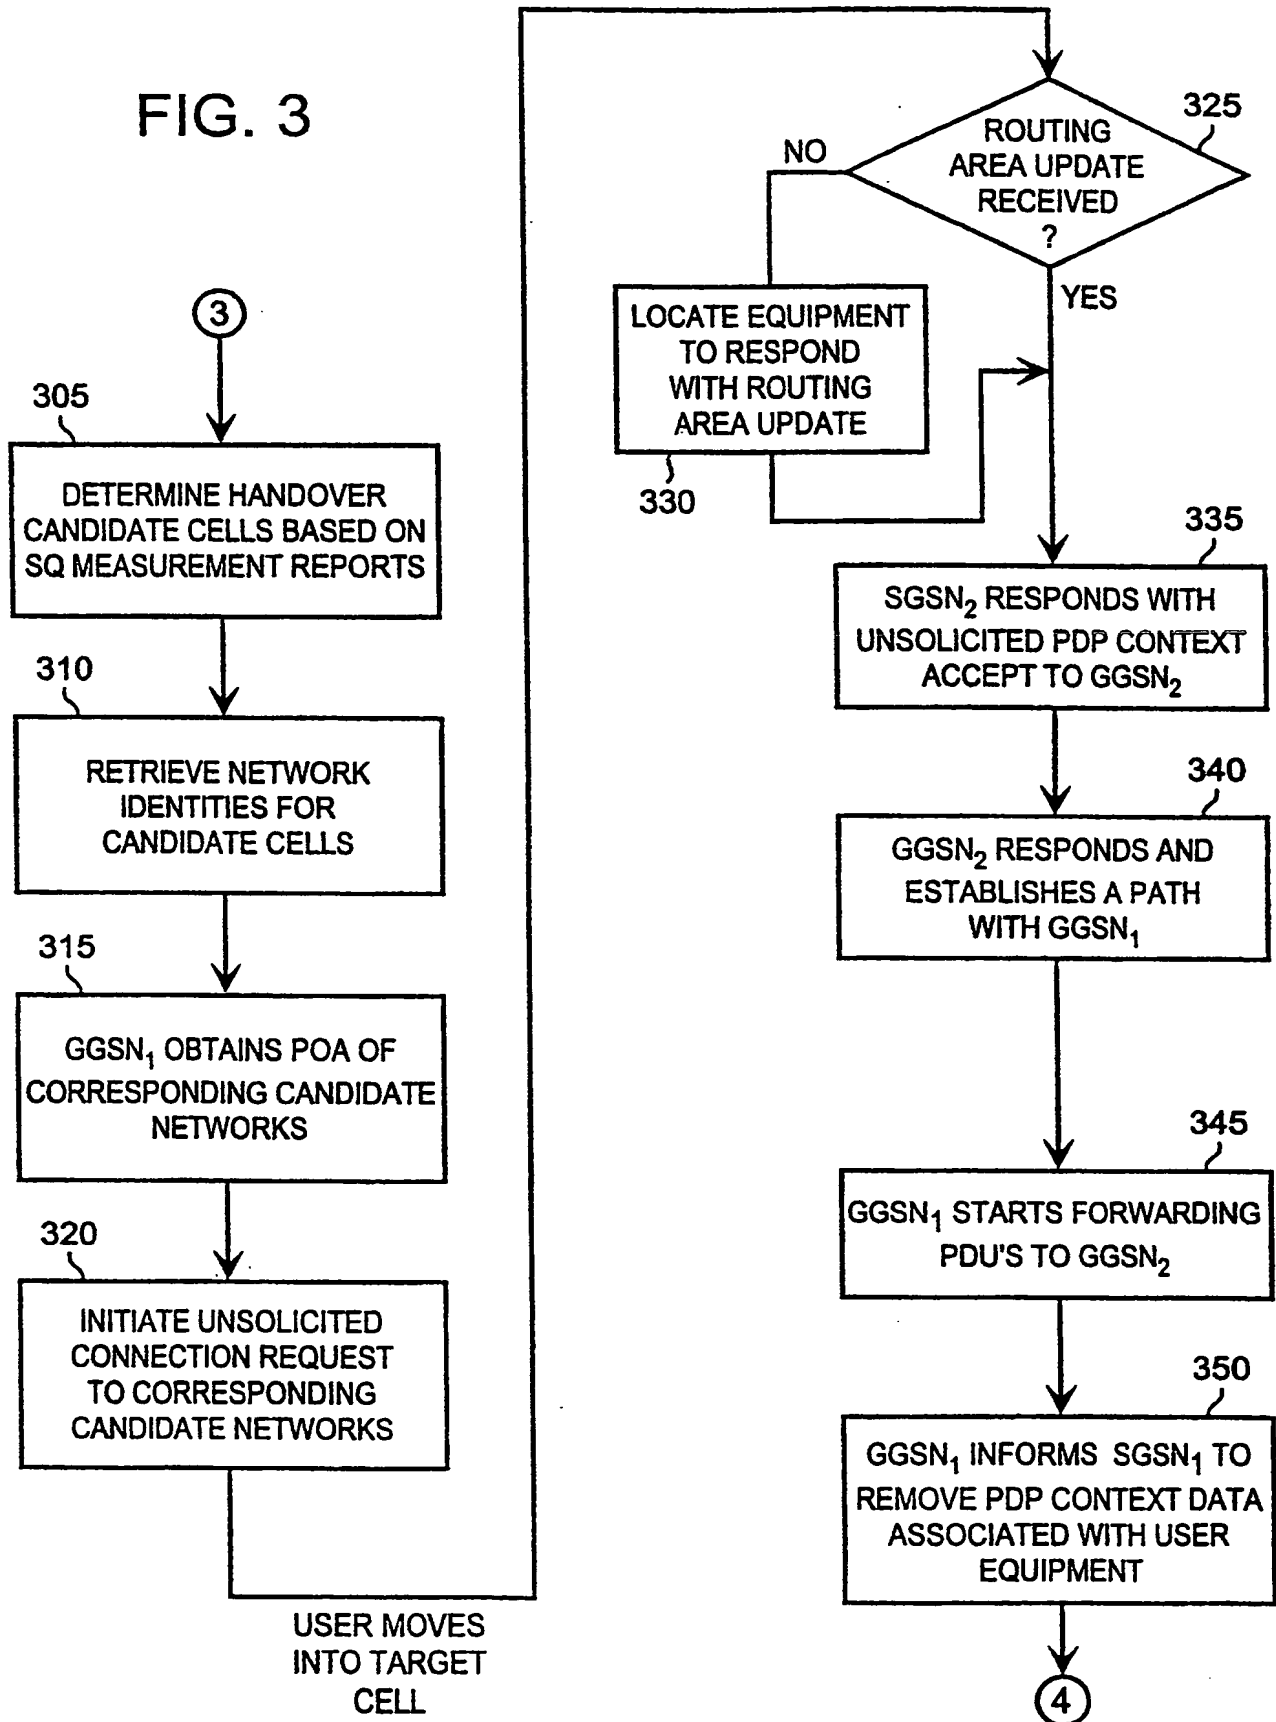 FIG. 3
3
305
DETERMINE HANDOVER
CANDIDATE CELLS BASED ON
SQ MEASUREMENT REPORTS
310
RETRIEVE NETWORK
IDENTITIES FOR
CANDIDATE CELLS
315
GGSN1 OBTAINS POA OF
CORRESPONDING CANDIDATE
NETWORKS
320
INITIATE UNSOLICITED
CONNECTION REQUEST
TO CORRESPONDING
CANDIDATE NETWORKS
USER MOVES
INTO TARGET
CELL
325
ROUTING
AREA UPDATE
RECEIVED
?
NO
YES
LOCATE EQUIPMENT
TO RESPOND
WITH ROUTING
AREA UPDATE
330
335
SGSN2 RESPONDS WITH
UNSOLICITED PDP CONTEXT
ACCEPT TO GGSN2
340
GGSN2 RESPONDS AND
ESTABLISHES A PATH
WITH GGSN1
345
GGSN1 STARTS FORWARDING
PDU'S TO GGSN2
350
GGSN1 INFORMS SGSN1 TO
REMOVE PDP CONTEXT DATA
ASSOCIATED WITH USER
EQUIPMENT
4